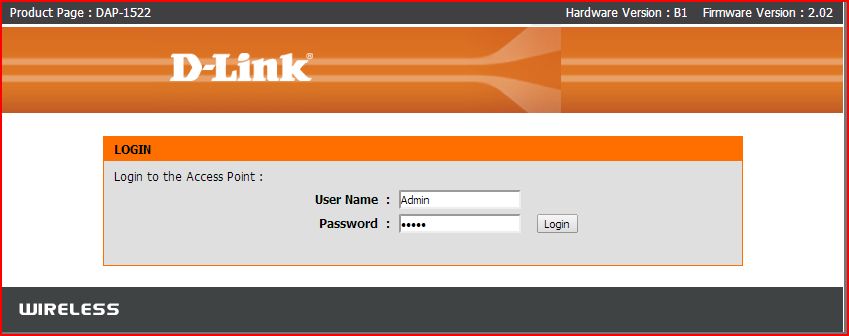 Product Page : DAP-1522 Hardware Version : B1 Firmware Version : 2.02
D-Link®
LOGIN
Login to the Access Point :
User Name : Admin
Password : ••••• Login
WIRELESS